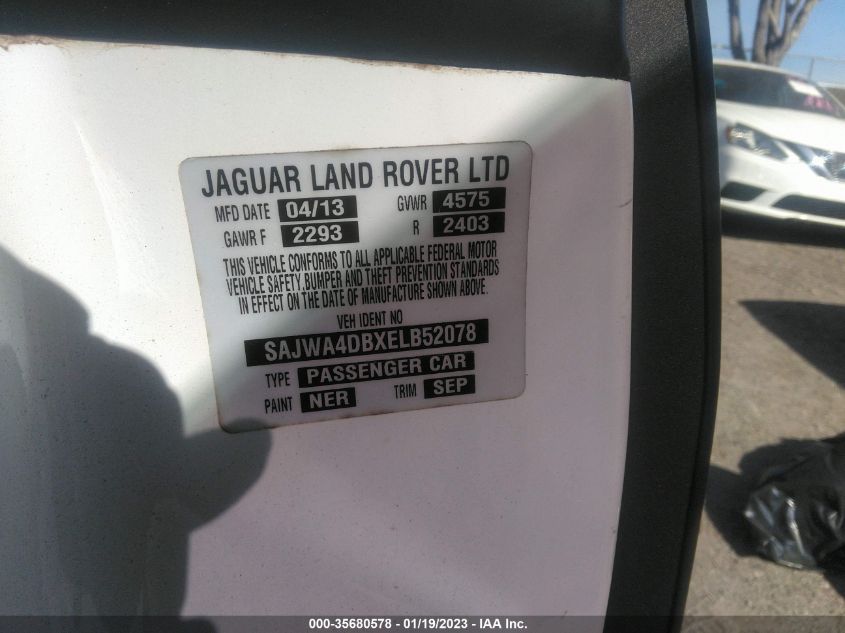 JAGUAR LAND ROVER LTD
MFD DATE 04/13 GVWR 4575
GAWR F 2293 R 2403
THIS VEHICLE CONFORMS TO ALL APPLICABLE FEDERAL MOTOR
VEHICLE SAFETY, BUMPER AND THEFT PREVENTION STANDARDS
IN EFFECT ON THE DATE OF MANUFACTURE SHOWN ABOVE.
VEH IDENT NO
SAJWA4DBXELB52078
TYPE PASSENGER CAR
PAINT NER TRIM SEP
000-35680578 - 01/19/2023 - IAA Inc.